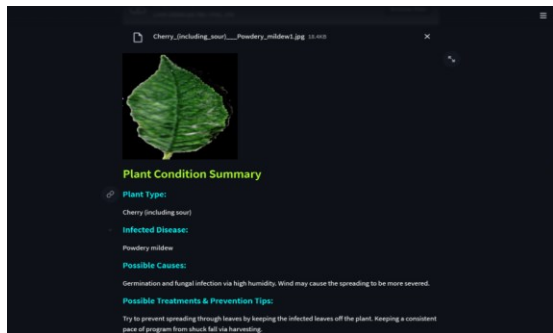 Cherry_(including_sour)___Powdery_mildew1.jpg 18.4KB
Plant Condition Summary
Plant Type:
Cherry (including sour)
Infected Disease:
Powdery mildew
Possible Causes:
Germination and fungal infection via high humidity. Wind may cause the spreading to be more severed.
Possible Treatments & Prevention Tips:
Try to prevent spreading through leaves by keeping the infected leaves off the plant. Keeping a consistent
pace of program from shuck fall via harvesting.